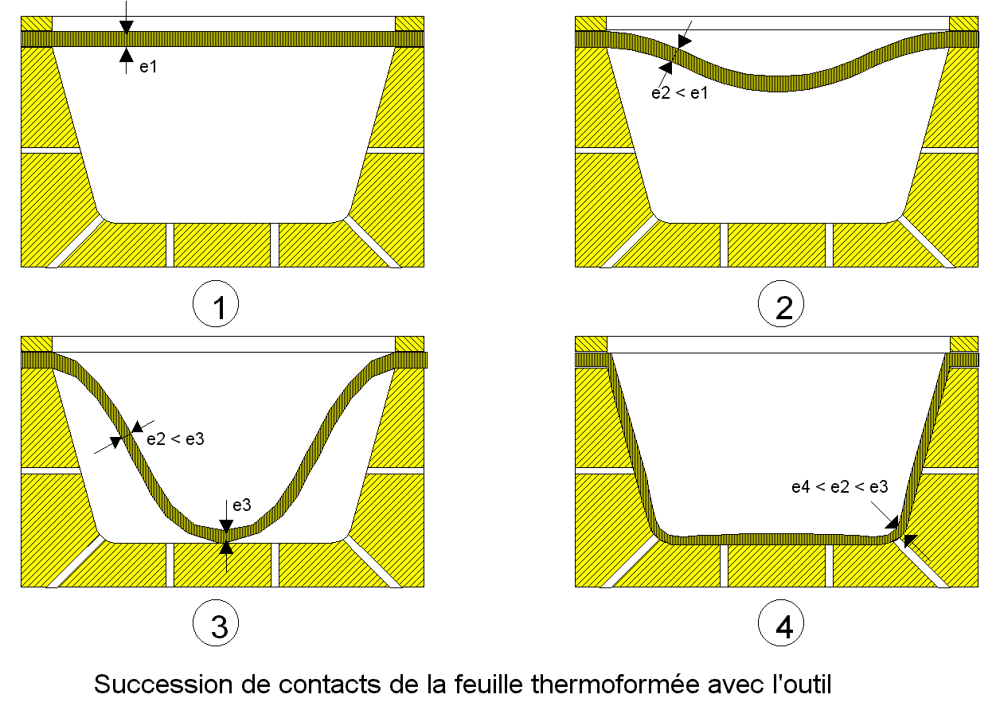 e1
e2 < e1
1
2
e2 < e3
e3
e4 < e2 < e3
3
4
Succession de contacts de la feuille thermoformée avec l'outil